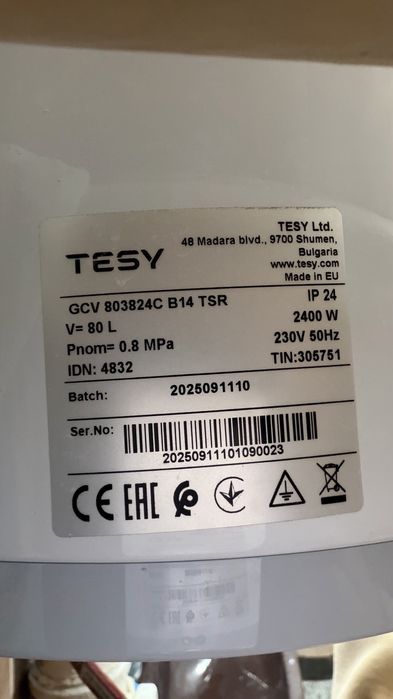 TESY
TESY Ltd.
48 Madara blvd., 9700 Shumen,
Bulgaria
www.tesy.com
Made in EU
GCV 803824C B14 TSR IP 24
V= 80 L 2400 W
Pnom= 0.8 MPa 230V 50Hz
IDN: 4832 TIN:305751
Batch: 2025091110
Ser.No:
20250911101090023
CE EAC